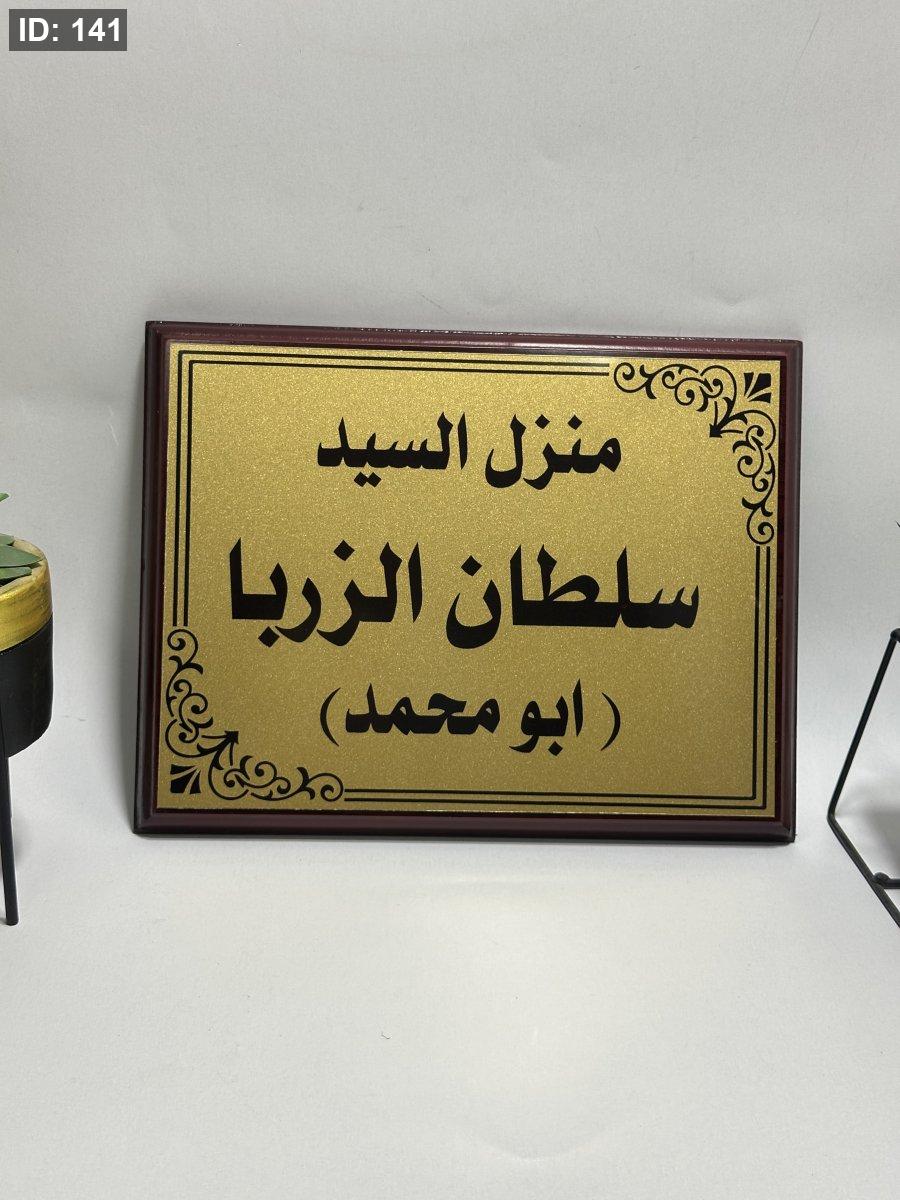 ID: 141
منزل السيد
سلطان الزربا
( ابو محمد)